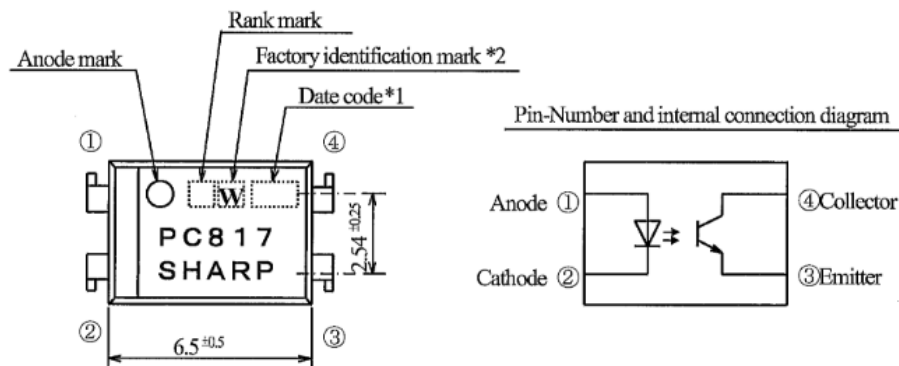 Rank mark
Anode mark
Factory identification mark *2
Date code*1
Pin-Number and internal connection diagram
① ④
W
PC817
SHARP
2.54 ±0.25
② ③
6.5 ±0.5
Anode ①
④Collector
Cathode ②
③Emitter